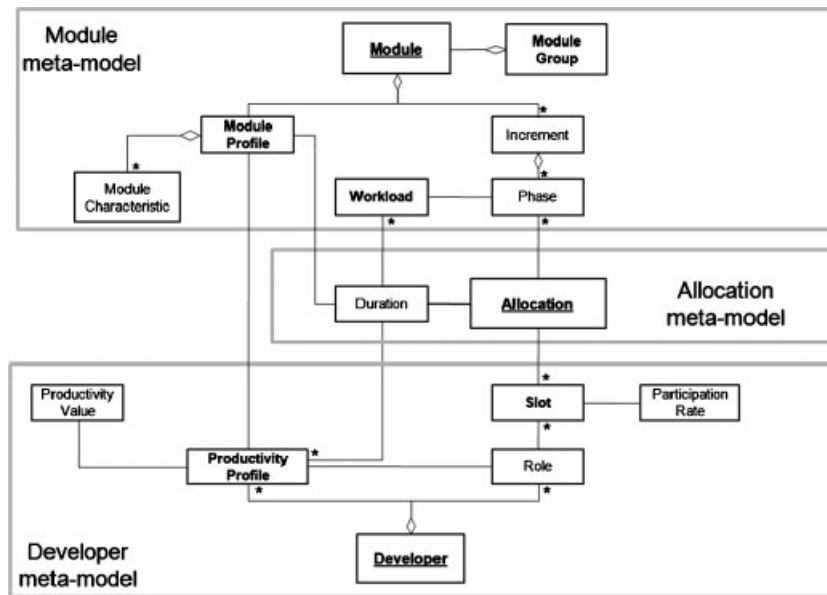 Module
meta-model
Module
Module
Group
*
Module
Profile
Increment
*
*
Module
Characteristic
Workload
Phase
*
*
Duration
Allocation
Allocation
meta-model
*
Productivity
Value
Slot
Participation
Rate
*
*
Productivity
Profile
Role
*
*
Developer
Developer
meta-model